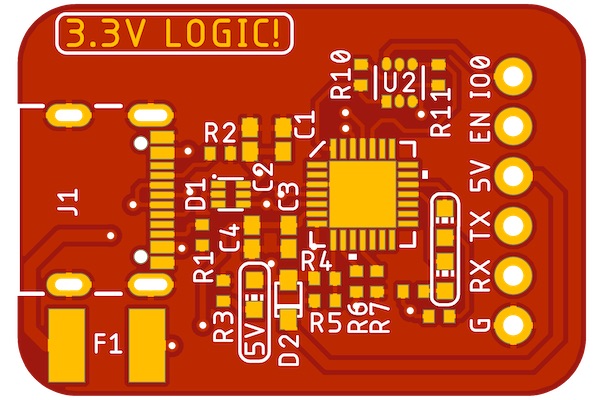 3.3V LOGIC!
R10
U2
R11
IO0
EN
5V
TX
RX
G
R2
C1
J1
D1
C2
C3
C4
R1
R4
R3
5V
D2
R5
R6
R7
F1